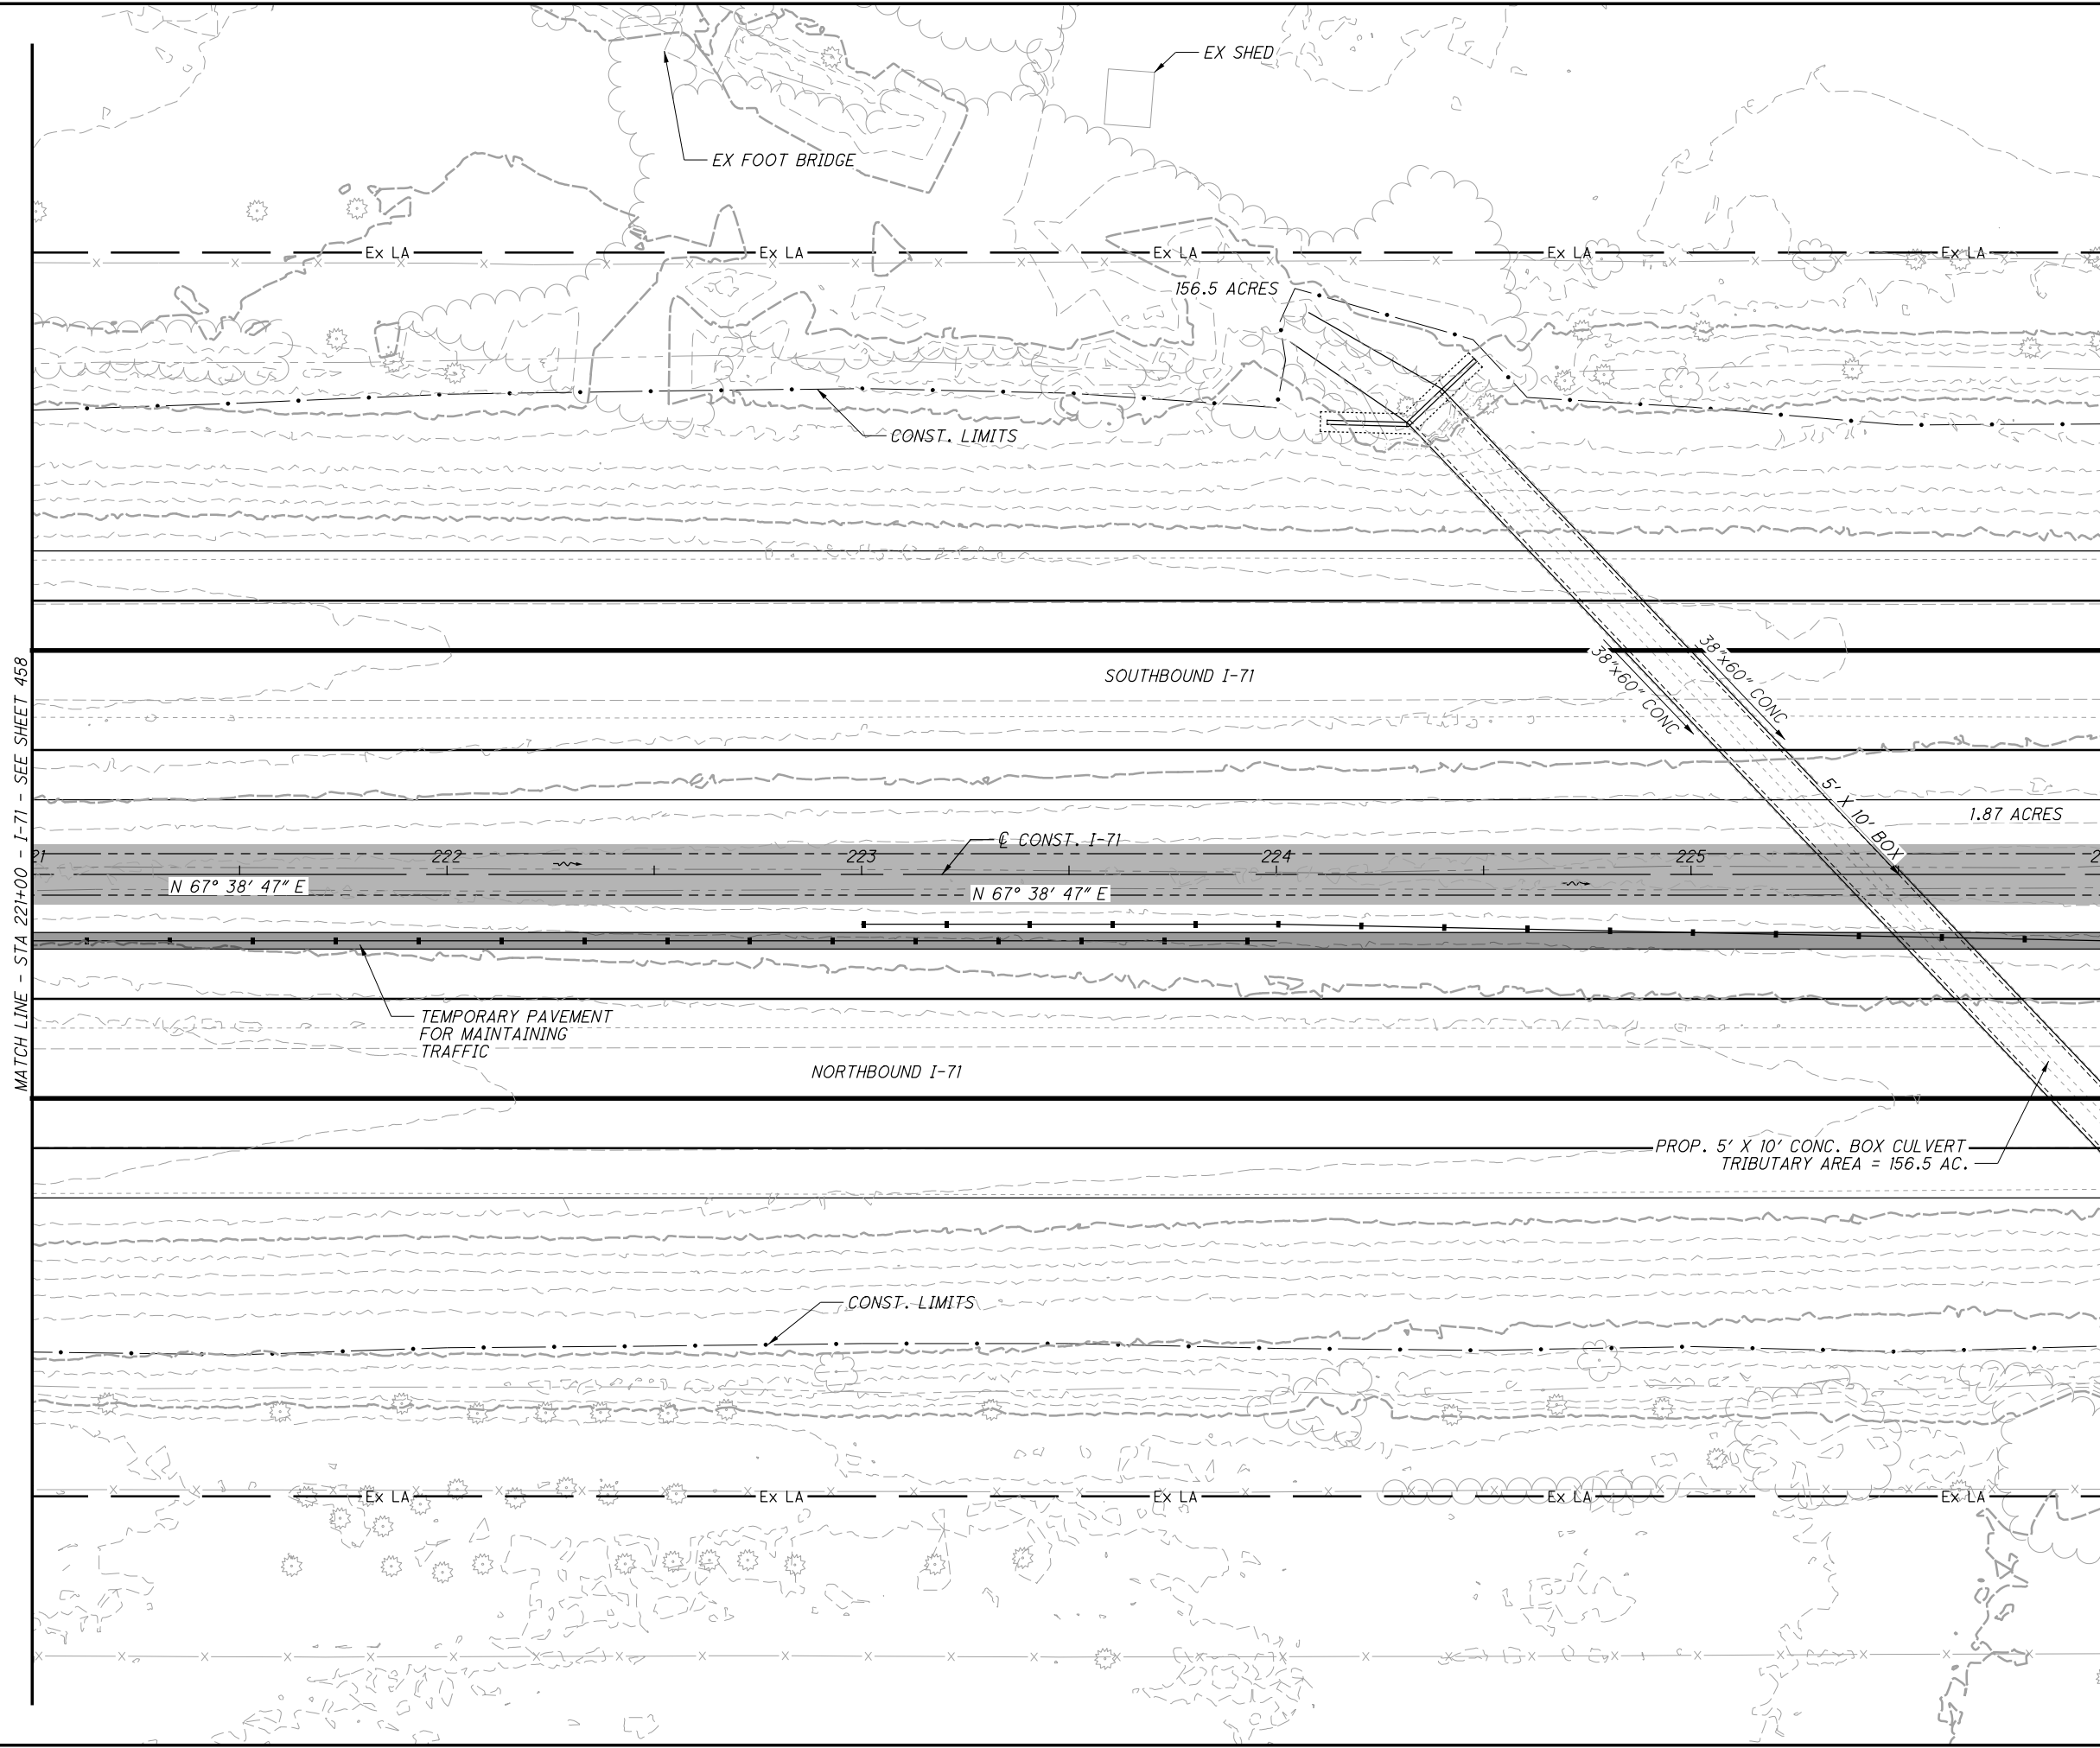 EX SHED
EX FOOT BRIDGE
Ex LA
Ex LA
Ex LA
Ex LA
Ex LA
156.5 ACRES
CONST. LIMITS
MATCH LINE - STA 221+00 - I-71 - SEE SHEET 458
SOUTHBOUND I-71
38"x60" CONC
38"x60" CONC
5' X 10' BOX
1.87 ACRES
℄ CONST. I-71
21
222
223
224
225
2
N 67° 38' 47" E
N 67° 38' 47" E
TEMPORARY PAVEMENT
FOR MAINTAINING
TRAFFIC
NORTHBOUND I-71
PROP. 5' X 10' CONC. BOX CULVERT
TRIBUTARY AREA = 156.5 AC.
CONST. LIMITS
Ex LA
Ex LA
Ex LA
Ex LA
Ex LA